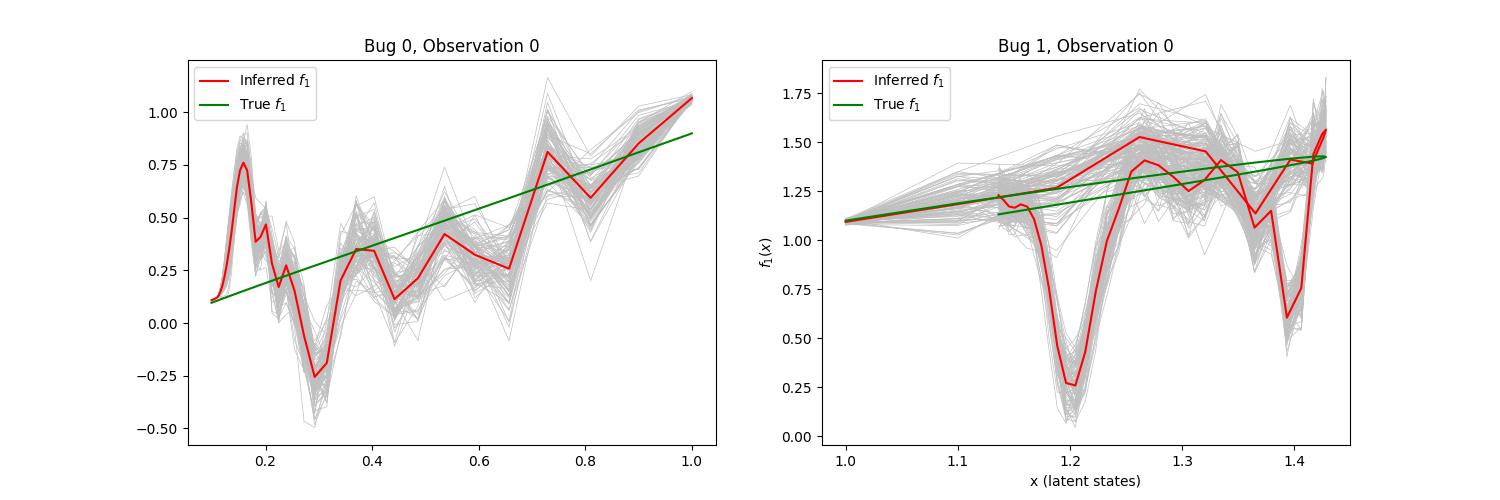 Bug 0, Observation 0
Inferred f₁
True f₁
1.00
0.75
0.50
0.25
0.00
−0.25
−0.50
0.2 0.4 0.6 0.8 1.0
Bug 1, Observation 0
Inferred f₁
True f₁
f₁(x)
1.75
1.50
1.25
1.00
0.75
0.50
0.25
0.00
1.0 1.1 1.2 1.3 1.4
x (latent states)